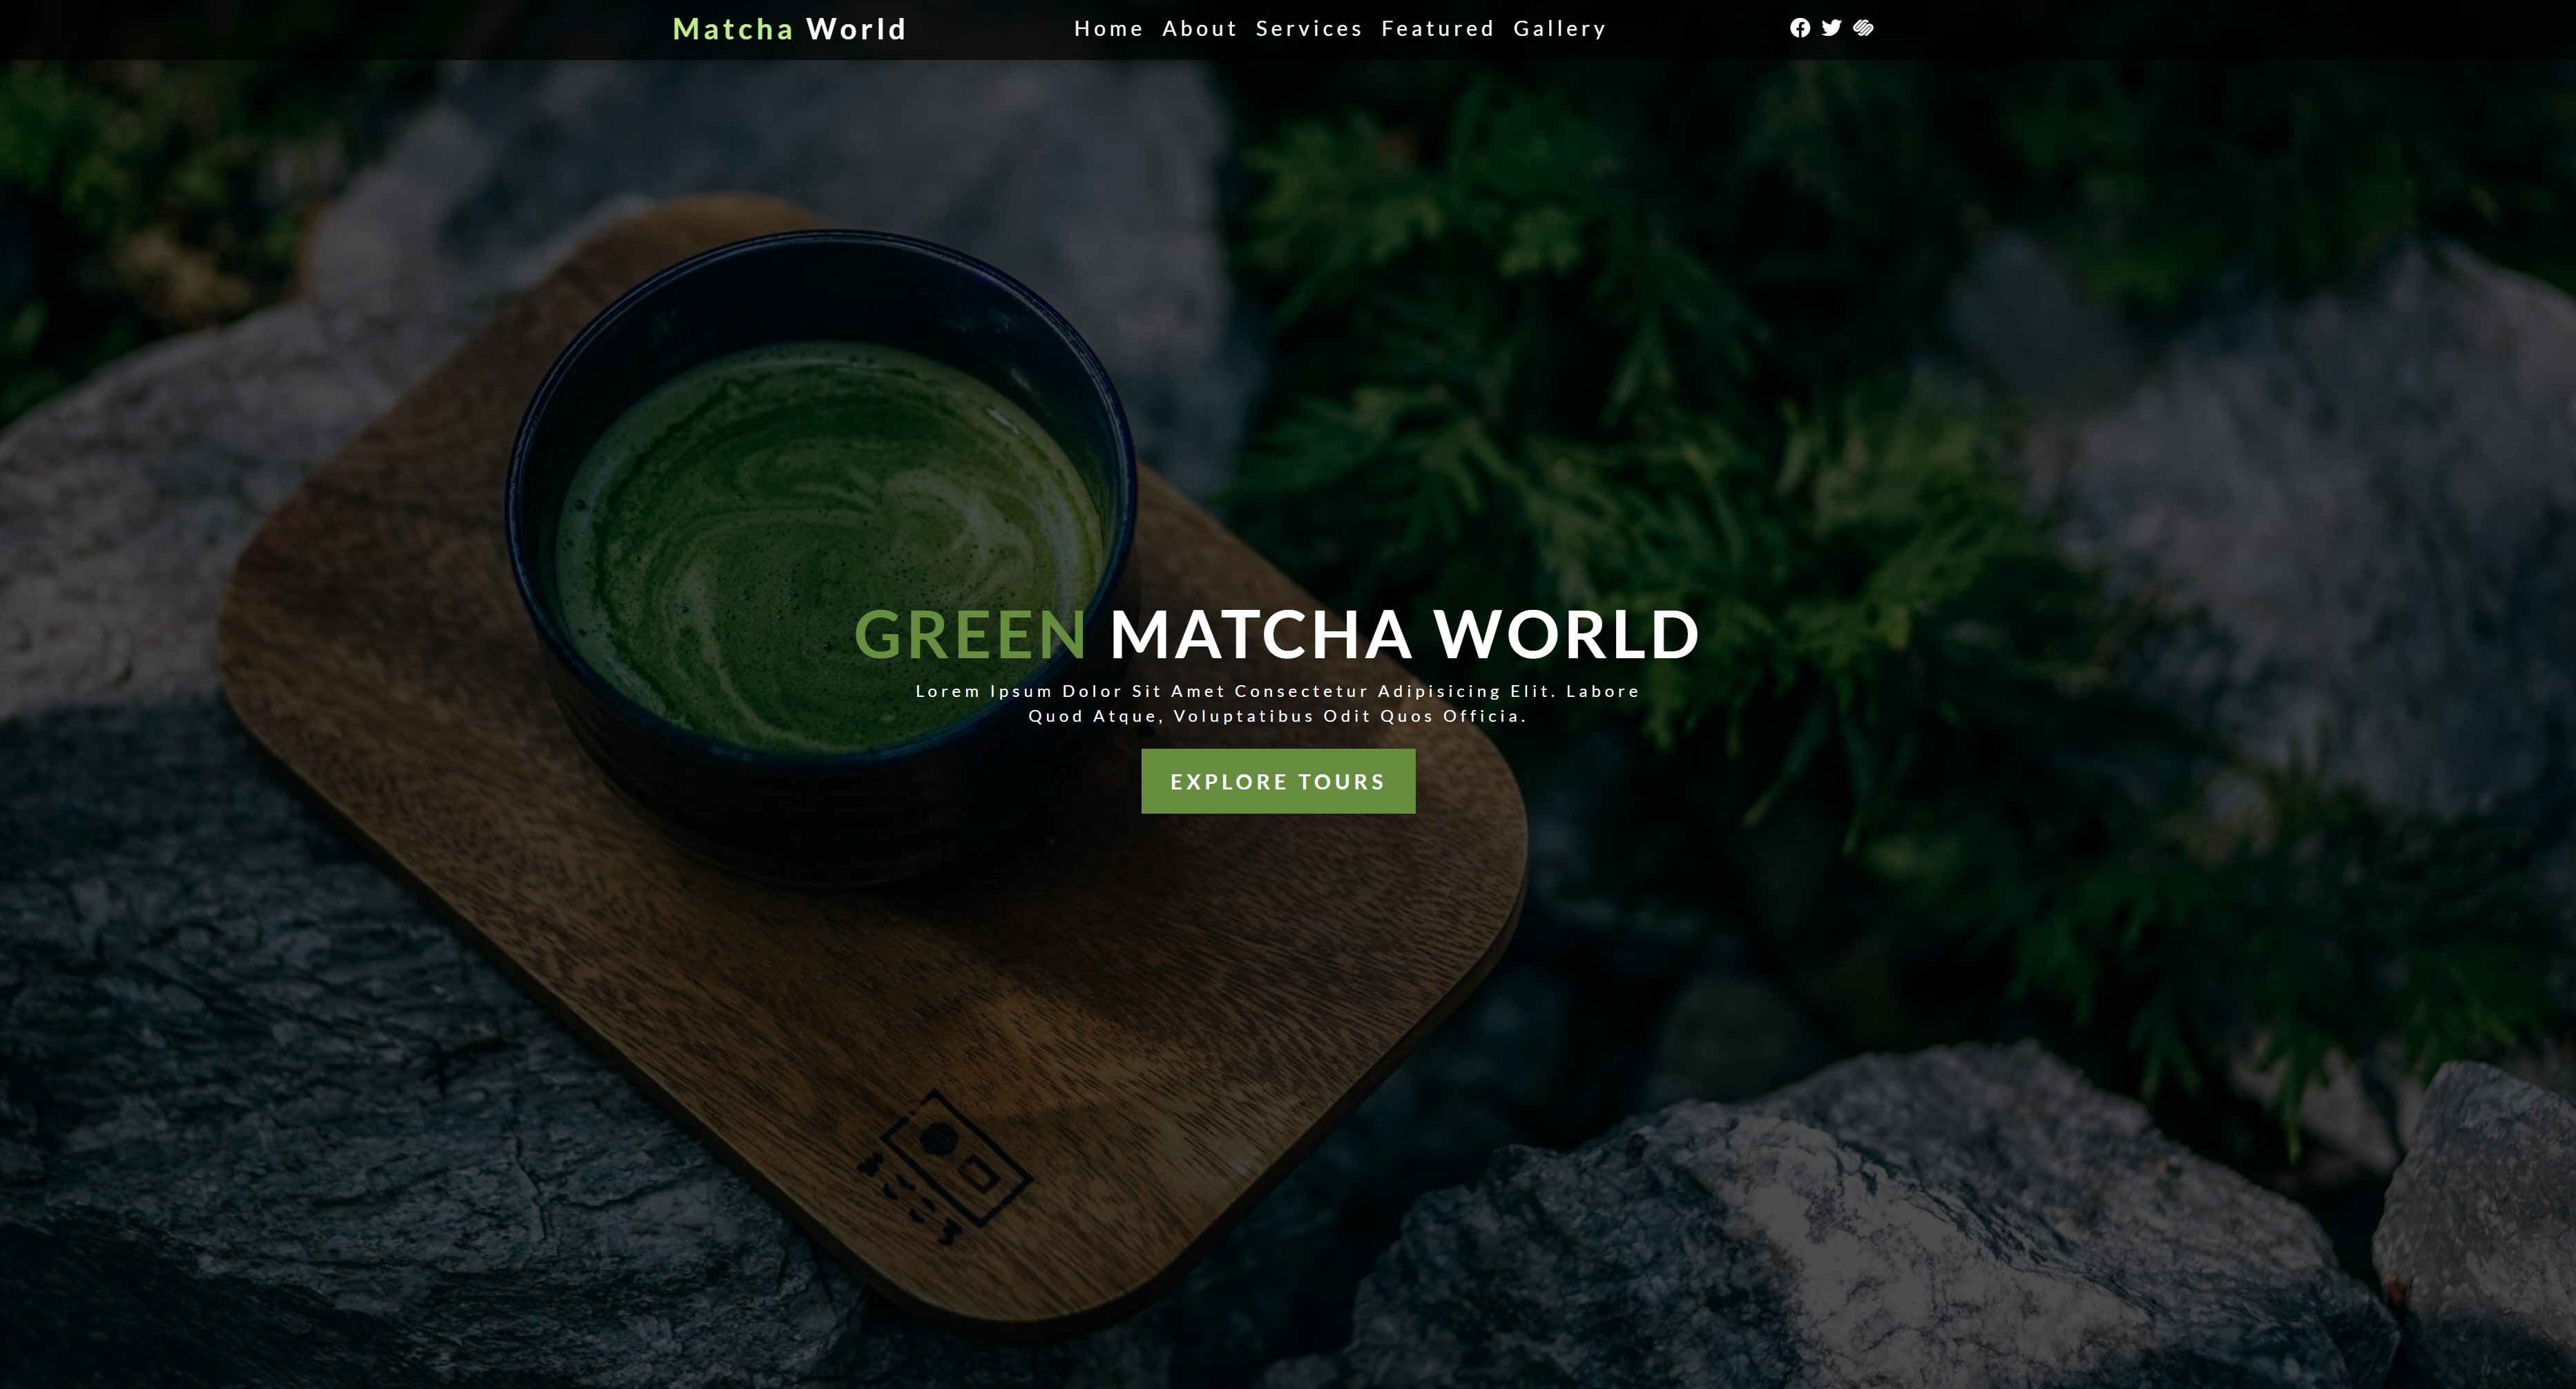 Matcha World
Home About Services Featured Gallery
GREEN MATCHA WORLD
Lorem Ipsum Dolor Sit Amet Consectetur Adipisicing Elit. Labore
Quod Atque, Voluptatibus Odit Quos Officia.
EXPLORE TOURS